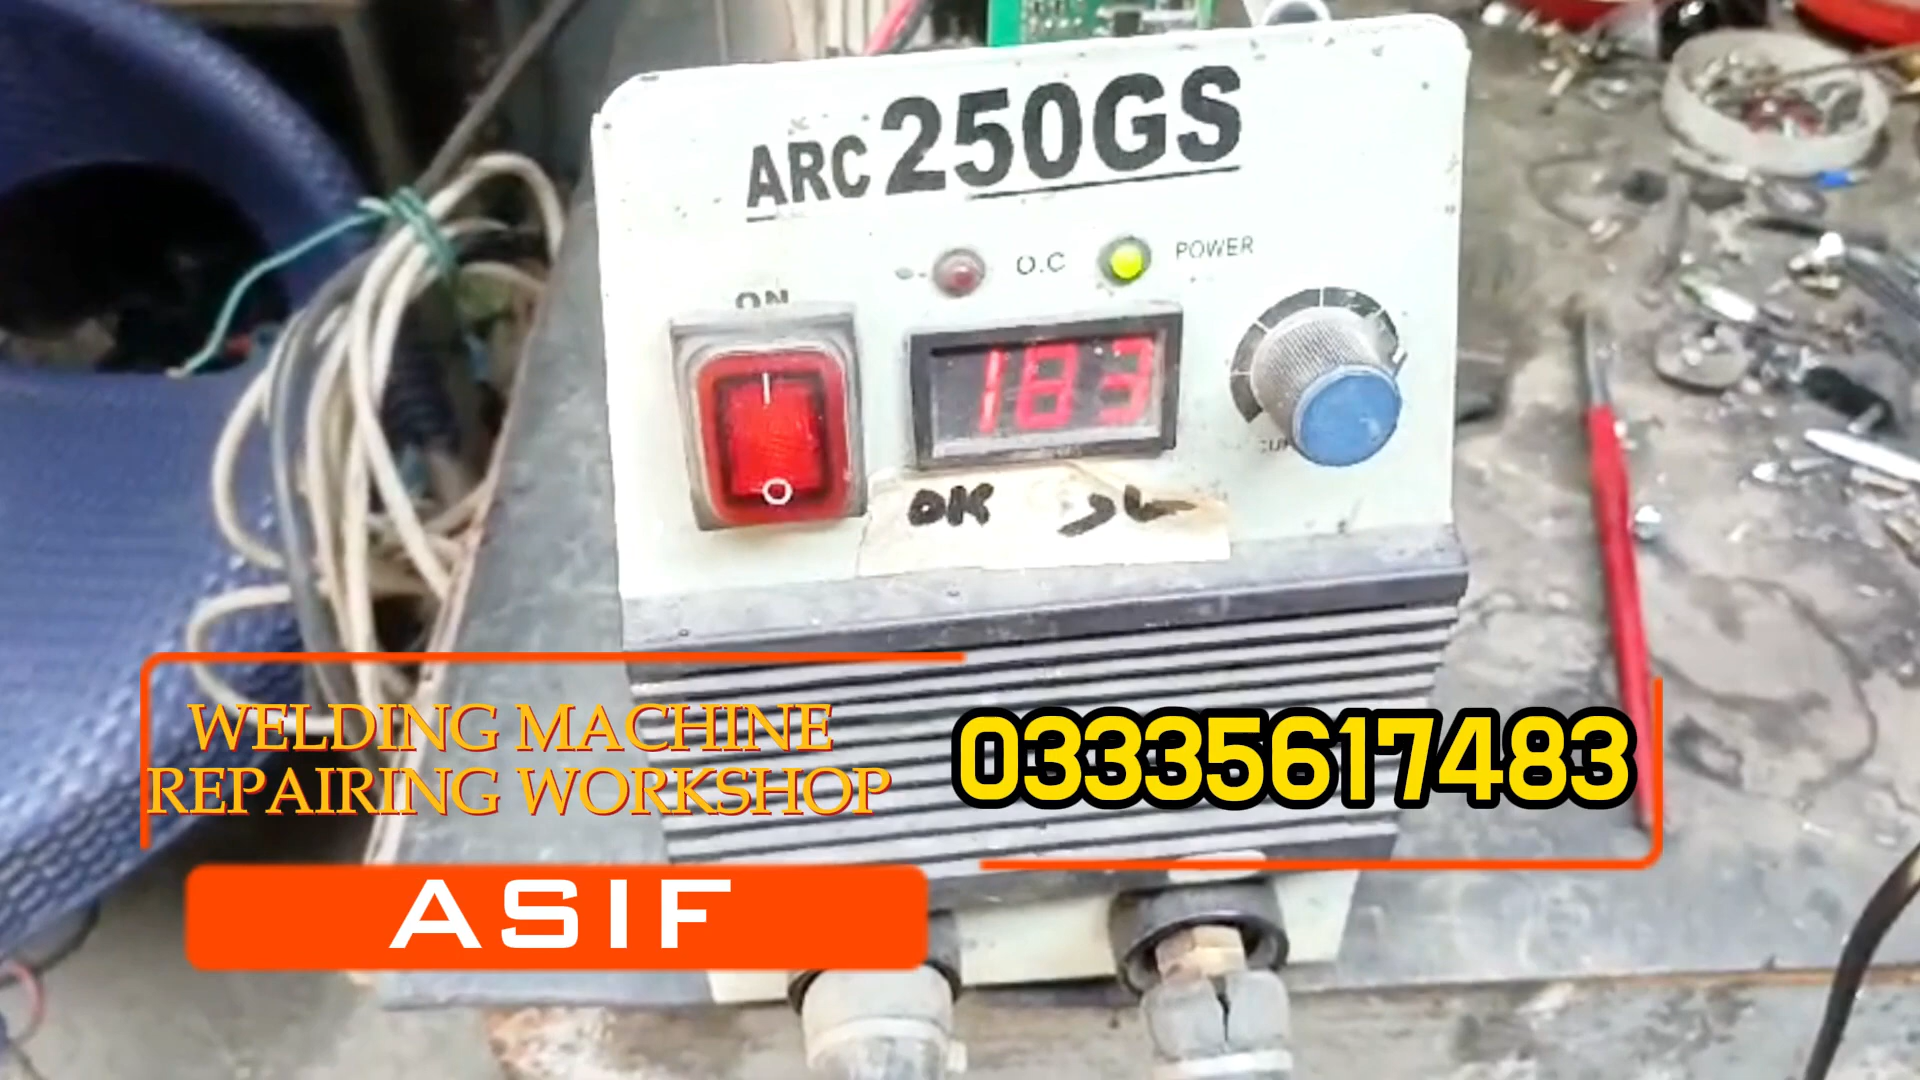 ARC 250GS
O.C
POWER
ON
183
OK
WELDING MACHINE
REPAIRING WORKSHOP
03335617483
ASIF